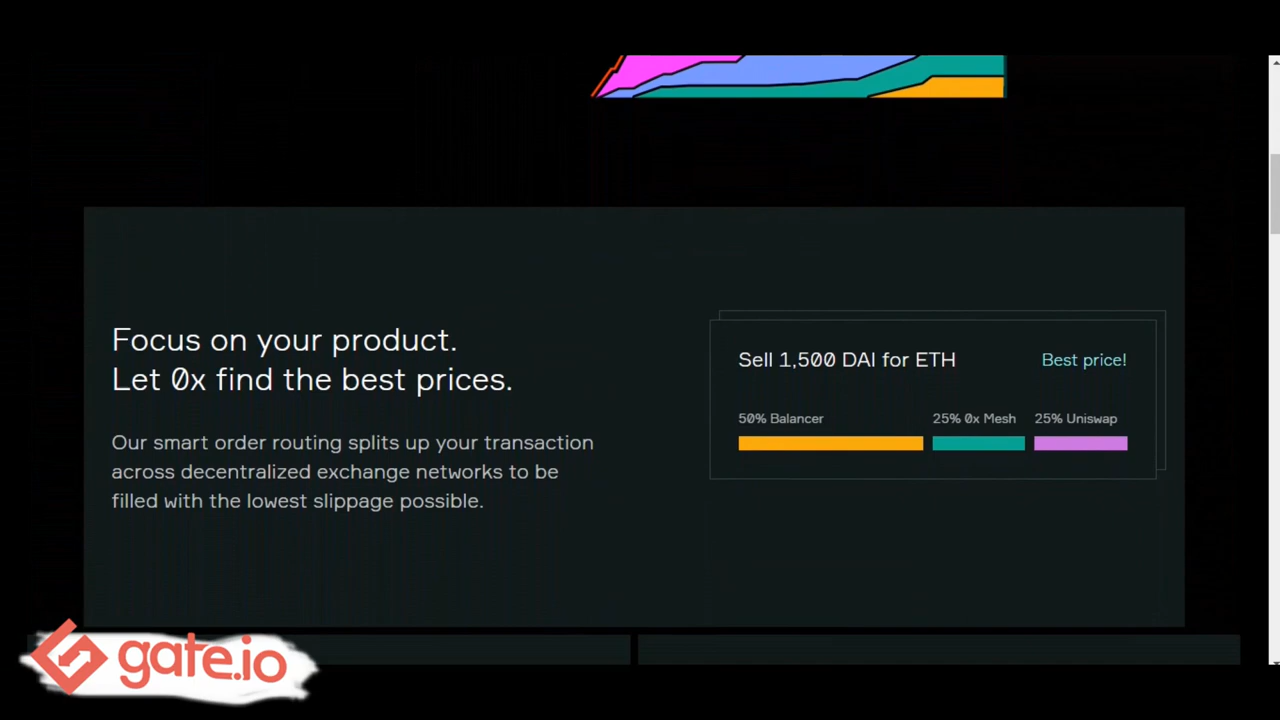 Focus on your product.
Let 0x find the best prices.
Our smart order routing splits up your transaction
across decentralized exchange networks to be
filled with the lowest slippage possible.
Sell 1,500 DAI for ETH
Best price!
50% Balancer
25% 0x Mesh
25% Uniswap
gate.io